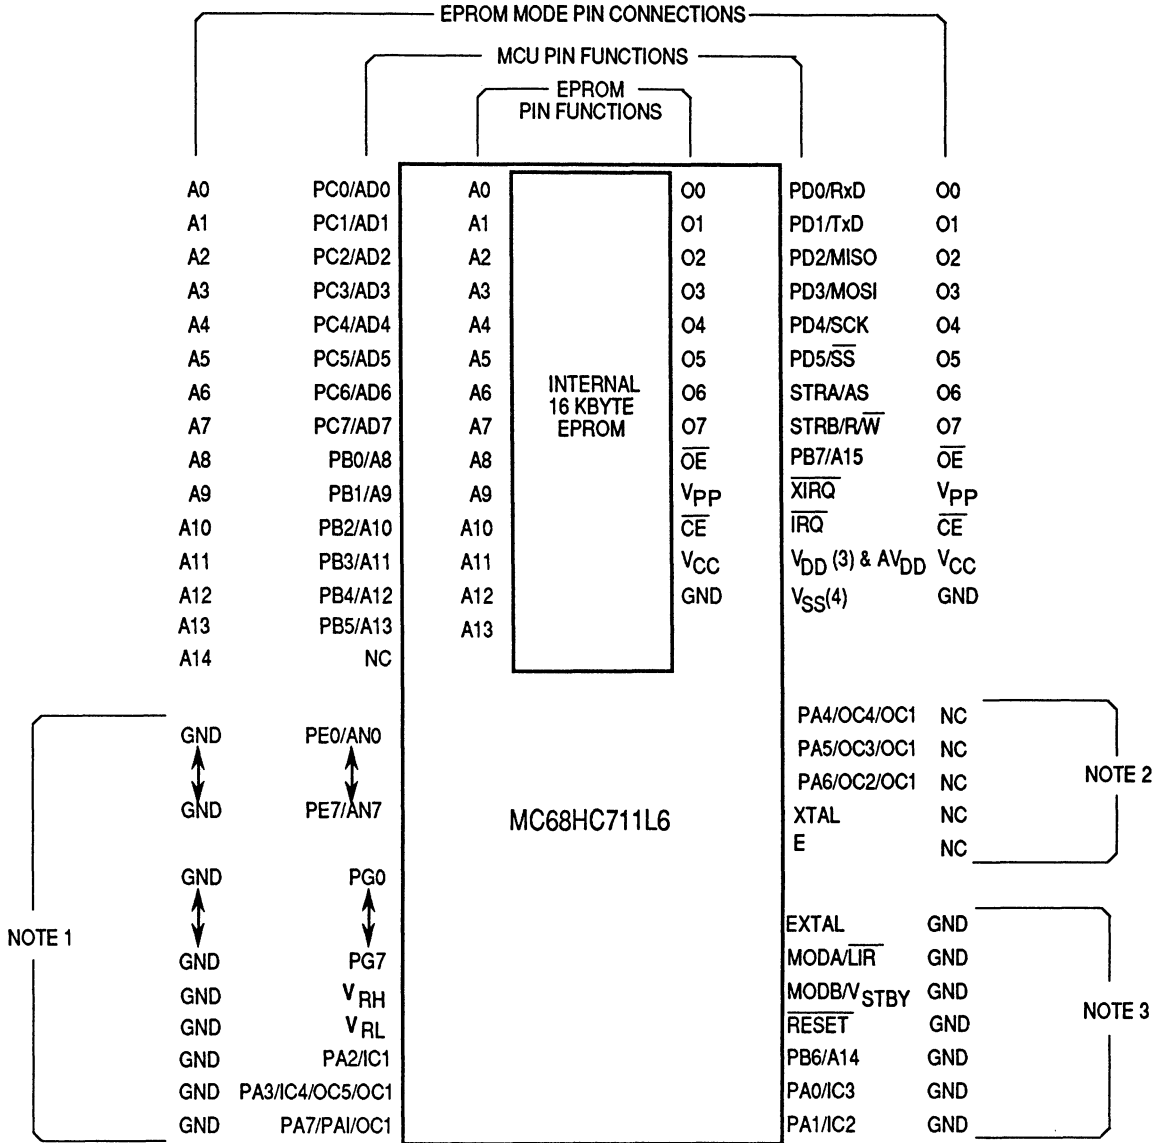 EPROM MODE PIN CONNECTIONS
MCU PIN FUNCTIONS
EPROM
PIN FUNCTIONS
A0 PC0/AD0 A0 O0 PD0/RxD O0
A1 PC1/AD1 A1 O1 PD1/TxD O1
A2 PC2/AD2 A2 O2 PD2/MISO O2
A3 PC3/AD3 A3 O3 PD3/MOSI O3
A4 PC4/AD4 A4 O4 PD4/SCK O4
A5 PC5/AD5 A5 O5 PD5/S̅S̅ O5
A6 PC6/AD6 A6 INTERNAL O6 STRA/AS O6
16 KBYTE
A7 PC7/AD7 A7 EPROM O7 STRB/R/W̅ O7
A8 PB0/A8 A8 O̅E̅ PB7/A15 O̅E̅
A9 PB1/A9 A9 VPP X̅I̅R̅Q̅ VPP
A10 PB2/A10 A10 C̅E̅ I̅R̅Q̅ C̅E̅
A11 PB3/A11 A11 VCC VDD (3) & AVDD VCC
A12 PB4/A12 A12 GND VSS(4) GND
A13 PB5/A13 A13
A14 NC
PA4/OC4/OC1 NC
GND PE0/AN0
PA5/OC3/OC1 NC
NOTE 2
PA6/OC2/OC1 NC
GND PE7/AN7 MC68HC711L6 XTAL NC
E NC
GND PG0
EXTAL GND
NOTE 1
GND PG7 MODA/L̅I̅R̅ GND
GND VRH MODB/VSTBY GND
NOTE 3
GND VRL R̅E̅S̅E̅T̅ GND
GND PA2/IC1 PB6/A14 GND
GND PA3/IC4/OC5/OC1 PA0/IC3 GND
GND PA7/PAI/OC1 PA1/IC2 GND